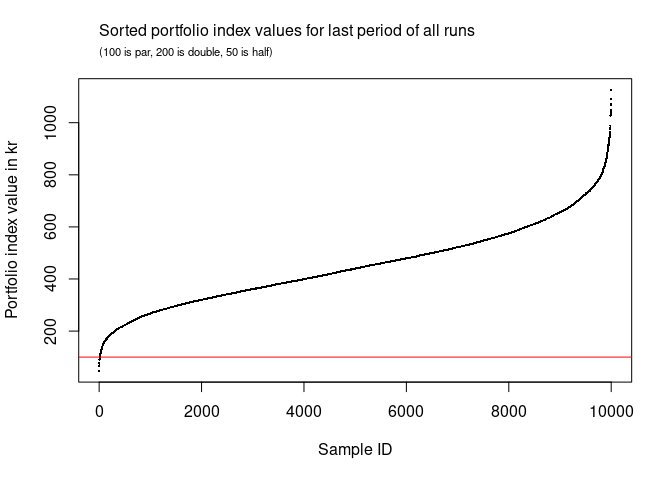 Sorted portfolio index values for last period of all runs
(100 is par, 200 is double, 50 is half)
Portfolio index value in kr
1000
800
600
400
200
0 2000 4000 6000 8000 10000
Sample ID